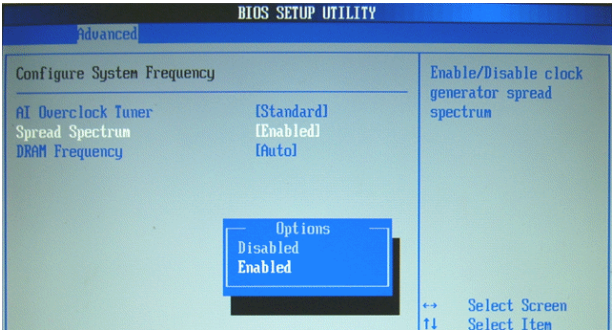 BIOS SETUP UTILITY
Advanced
Configure System Frequency
AI Overclock Tuner [Standard]
Spread Spectrum [Enabled]
DRAM Frequency [Auto]
Options
Disabled
Enabled
Enable/Disable clock
generator spread
spectrum
↔ Select Screen
↑↓ Select Item